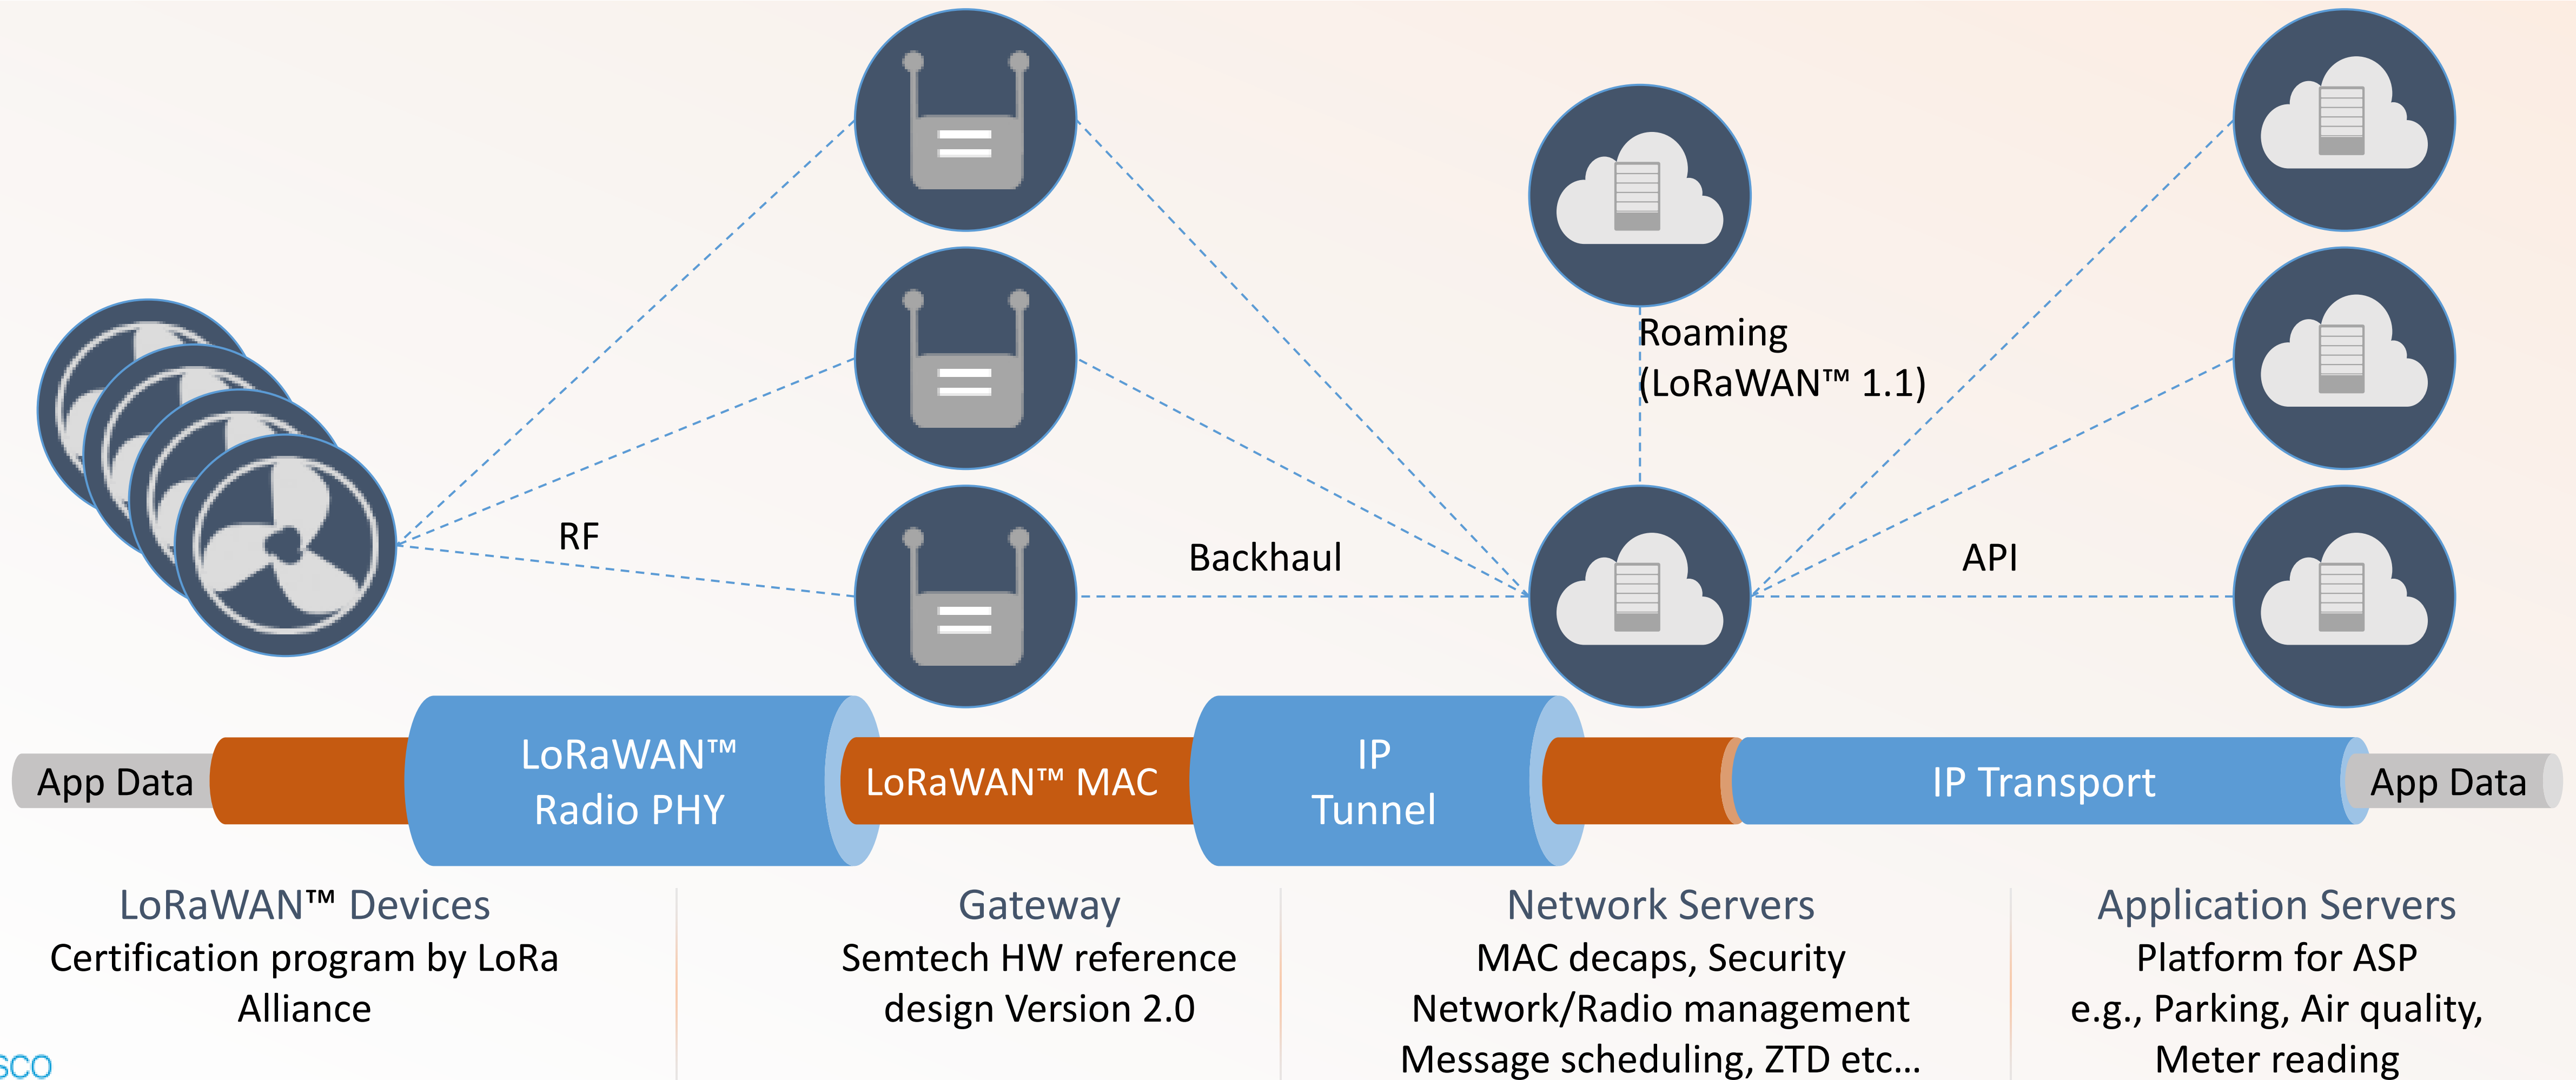 Roaming
(LoRaWAN™ 1.1)
RF
Backhaul
API
App Data
LoRaWAN™
Radio PHY
LoRaWAN™ MAC
IP
Tunnel
IP Transport
App Data
LoRaWAN™ Devices
Certification program by LoRa
Alliance
Gateway
Semtech HW reference
design Version 2.0
Network Servers
MAC decaps, Security
Network/Radio management
Message scheduling, ZTD etc...
Application Servers
Platform for ASP
e.g., Parking, Air quality,
Meter reading
SCO